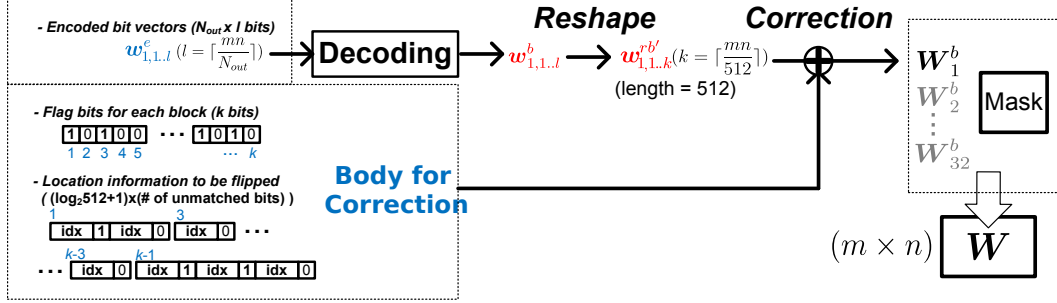 - Encoded bit vectors (N_out x l bits)
w^e_{1,1..l} (l = ⌈mn/N_out⌉)
Decoding
w^b_{1,1..l}
Reshape
w^{rb′}_{1,1..k} (k = ⌈mn/512⌉)
(length = 512)
Correction
- Flag bits for each block (k bits)
1 0 1 0 0 ··· 1 0 1 0
1 2 3 4 5 ... k
- Location information to be flipped
( (log₂512+1)x(# of unmatched bits) )
1 3
idx 1 idx 0 idx 0 ···
k-3 k-1
··· idx 0 idx 1 idx 1 idx 0
Body for
Correction
W^b_1
W^b_2
⋮
W^b_32
Mask
(m × n) W